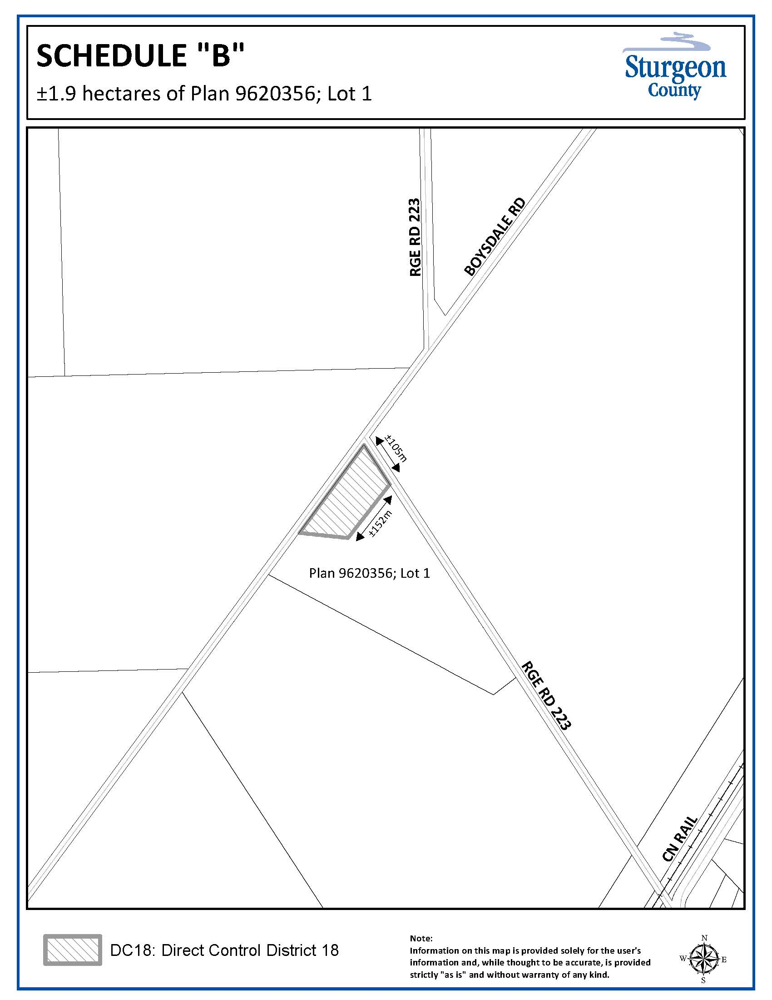 SCHEDULE "B"
±1.9 hectares of Plan 9620356; Lot 1
Sturgeon
County
RGE RD 223
BOYSDALE RD
±105m
±152m
Plan 9620356; Lot 1
RGE RD 223
CN RAIL
DC18: Direct Control District 18
Note:
Information on this map is provided solely for the user's
information and, while thought to be accurate, is provided
strictly "as is" and without warranty of any kind.
N
W
E
S